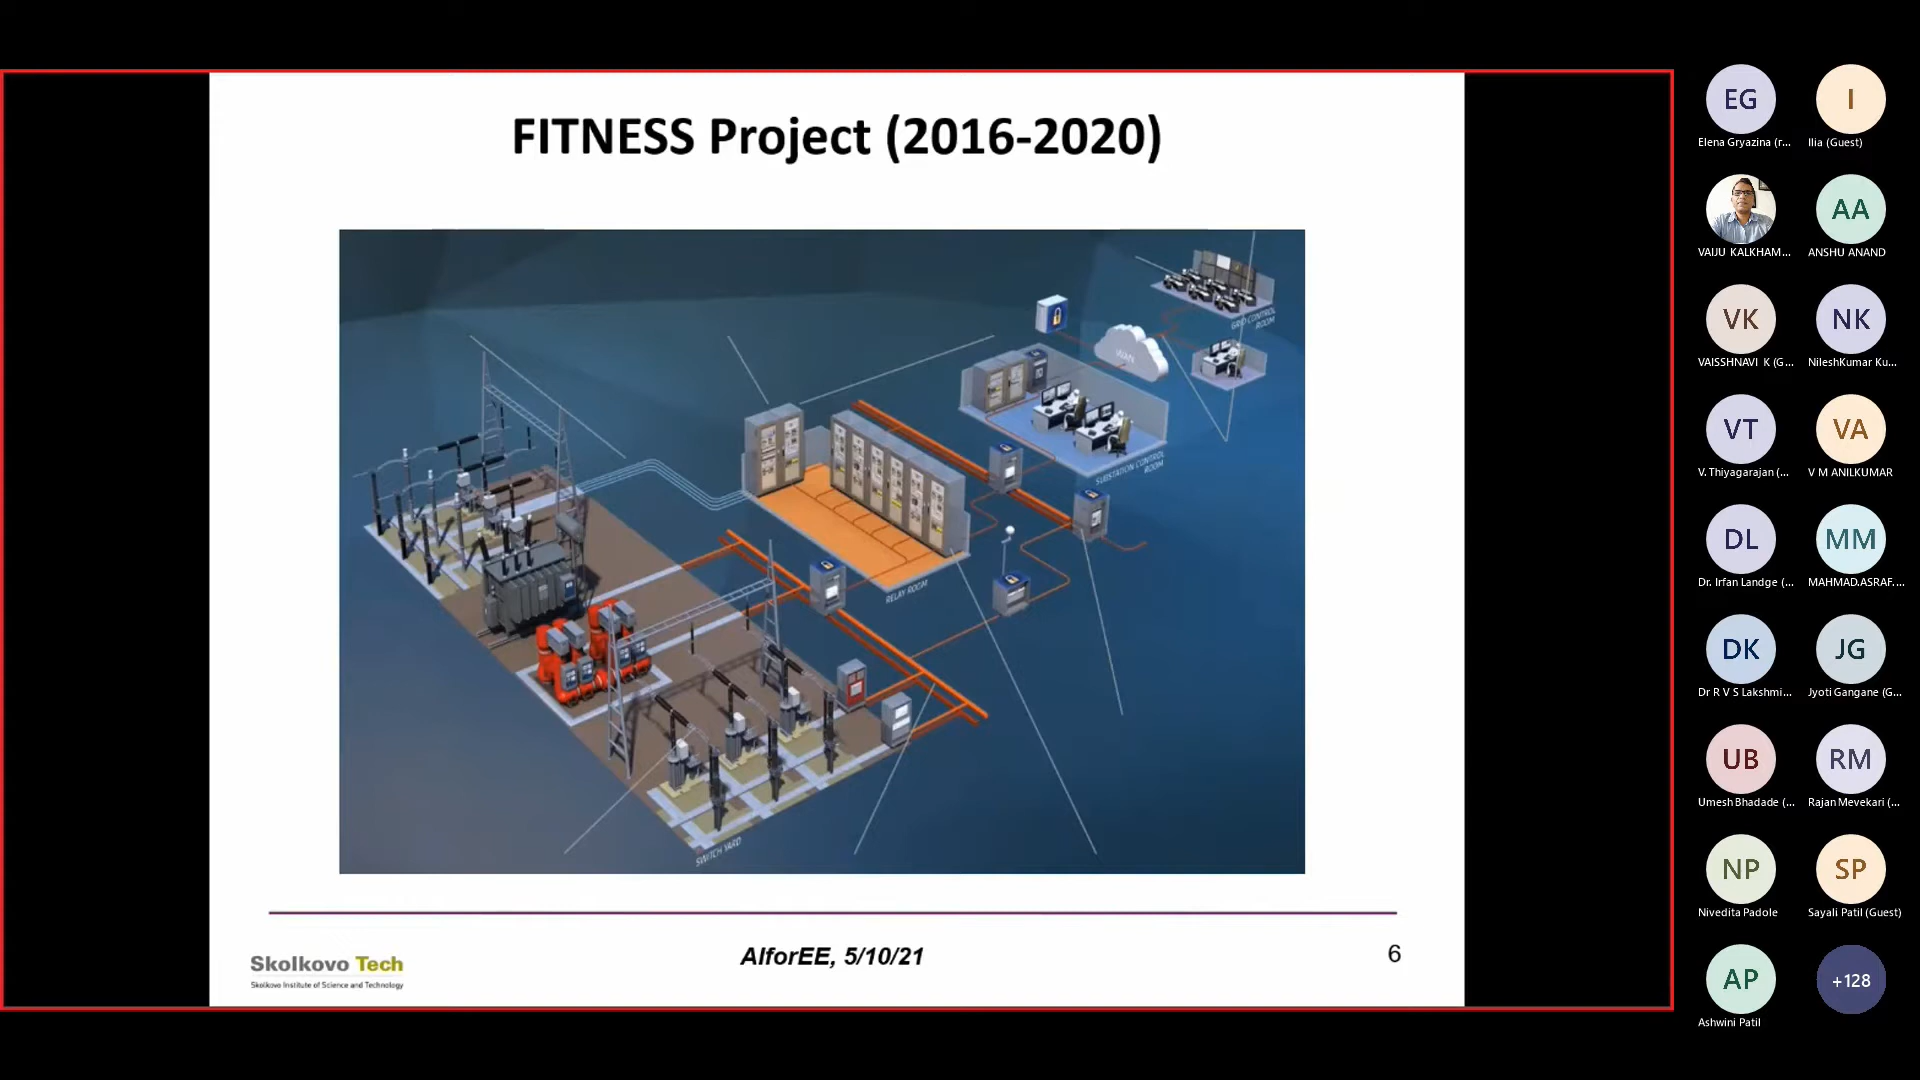 FITNESS Project (2016-2020)
GRID CONTROL
ROOM
WAN
SUBSTATION CONTROL
ROOM
RELAY ROOM
SWITCH YARD
Skolkovo Tech
Skolkovo Institute of Science and Technology
AIforEE, 5/10/21
6
EG
Elena Gryazina (r...
I
Ilia (Guest)
VAIJU KALKHAM...
AA
ANSHU ANAND
VK
VAISSHNAVI K (G...
NK
NileshKumar Ku...
VT
V. Thiyagarajan (...
VA
V M ANILKUMAR
DL
Dr. Irfan Landge (...
MM
MAHMAD.ASRAF....
DK
Dr R V S Lakshmi...
JG
Jyoti Gangane (G...
UB
Umesh Bhadade (...
RM
Rajan Mevekari (...
NP
Nivedita Padole
SP
Sayali Patil (Guest)
AP
Ashwini Patil
+128